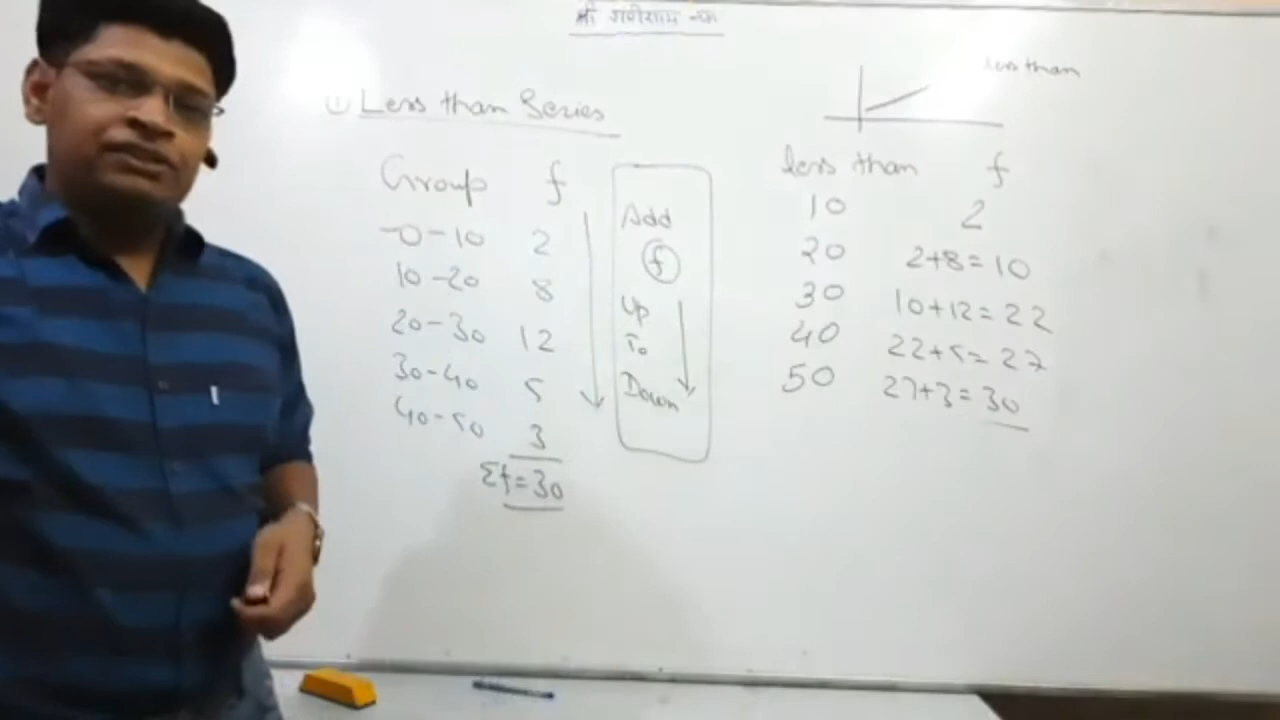 श्री गणेशाय नमः
① Less than Series
Group f
0-10 2
10-20 8
20-30 12
30-40 5
40-50 3
Σf=30
Add
f
Up
To
Down
less than
less than f
10 2
20 2+8=10
30 10+12=22
40 22+5=27
50 27+3=30